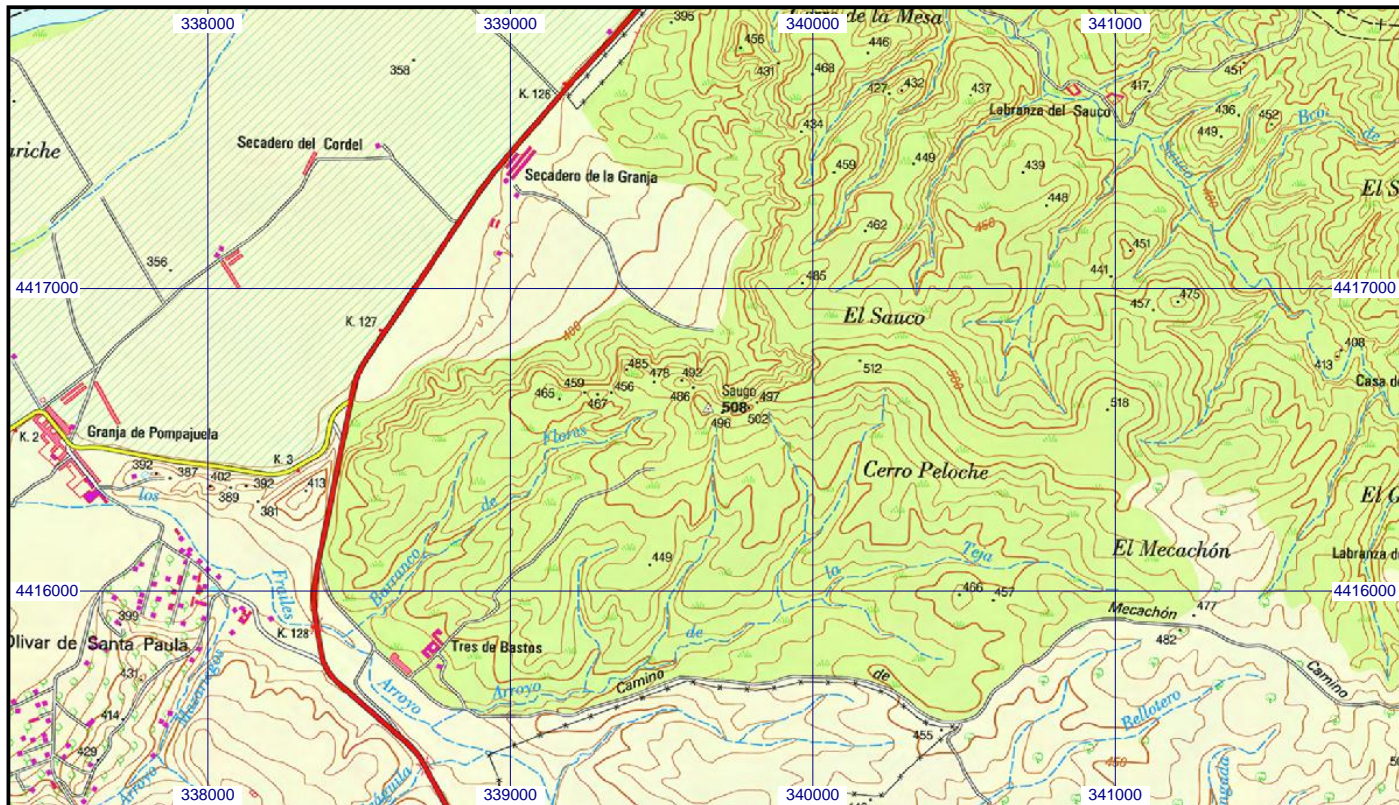 338000
339000
340000
341000
395
de la Mesa
456
446
431
468
451
358
K. 126
427
432
437
417
Labranza del Sauco
436
452
Bco.
de
434
449
Secadero del Cordel
Sauco
459
449
439
Secadero de la Granja
448
450
462
451
356
441
485
4417000
4417000
475
457
El Sauco
K. 127
400
408
413
512
485
478
492
500
459
456
465
467
486
Saugo
508
497
502
496
518
K. 2
Granja de Pompajuela
Floras
K. 3
Cerro Peloche
392
387
402
392
389
381
413
los
de
El Mecachón
Teja
449
la
Barranco
466
457
Frailes
4416000
4416000
Mecachón
477
482
399
K. 128
de
Olivar de Santa Paula
Tres de Bastos
431
Camino
de
Camino
Arroyo
Arroyo
Bellotero
414
455
429
Arroyo
450
338000
339000
340000
341000